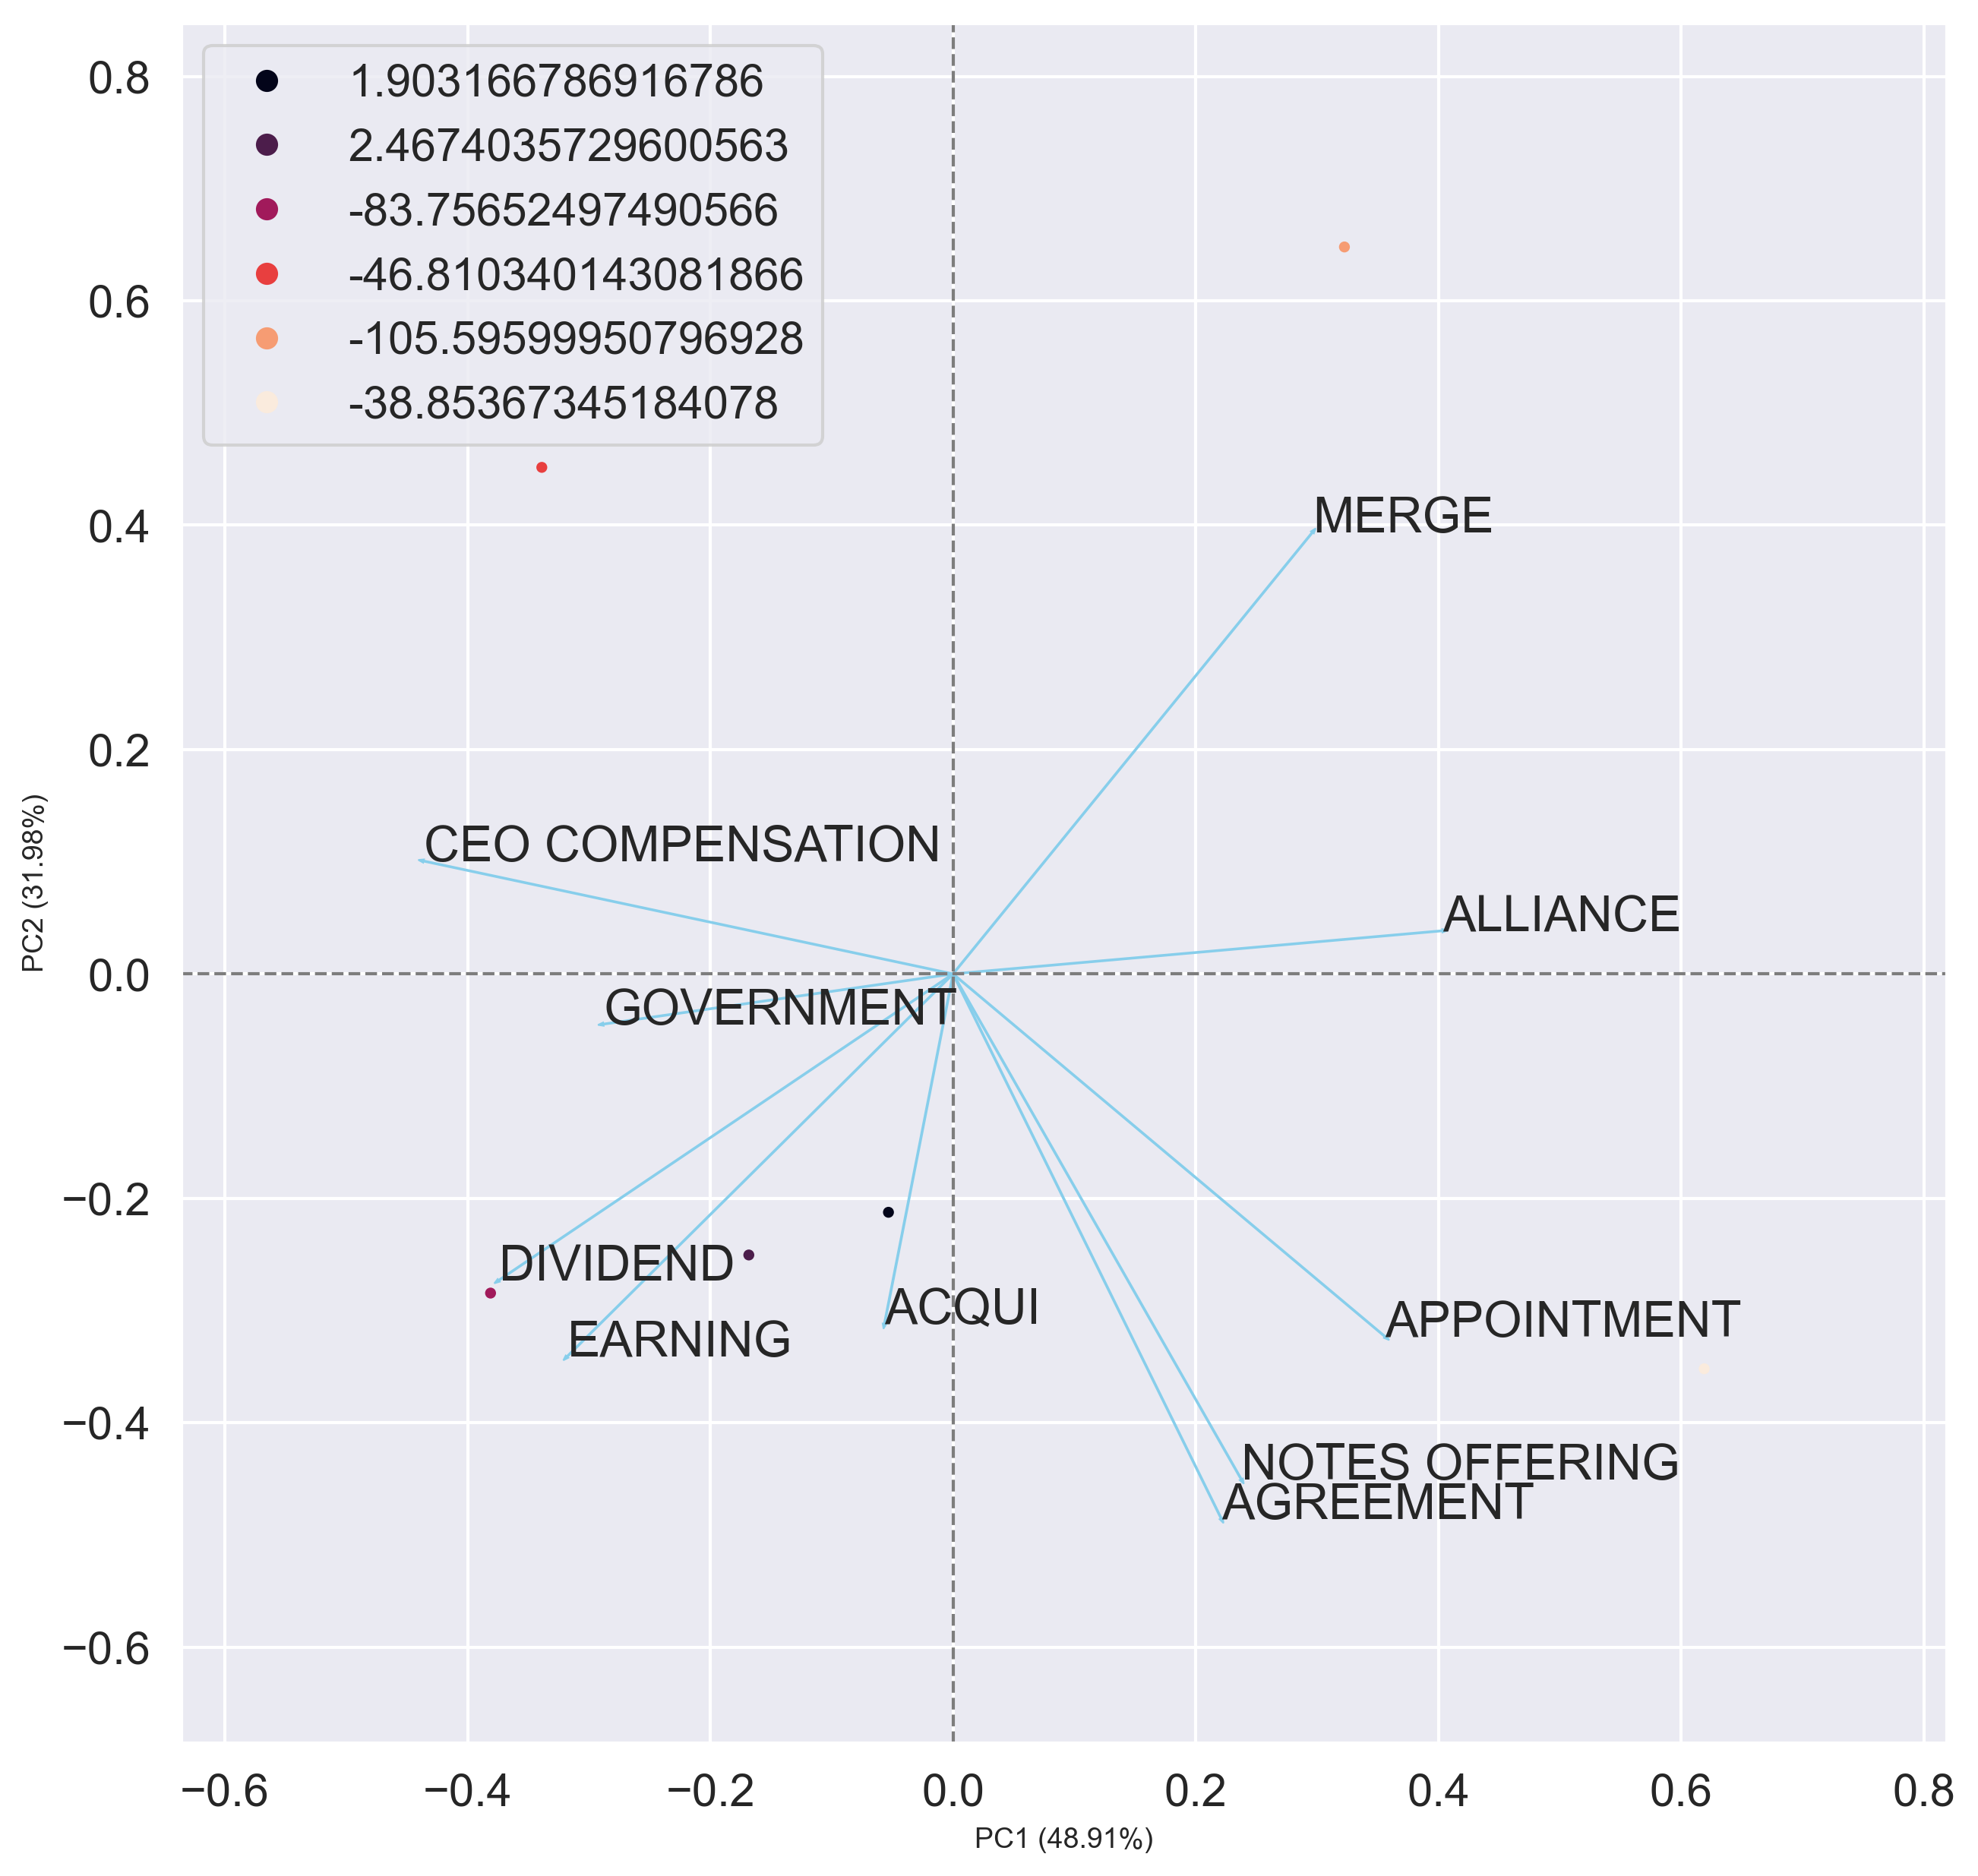 1.903166786916786
2.4674035729600563
-83.75652497490566
-46.810340143081866
-105.59599950796928
-38.85367345184078
0.8
0.6
0.4
0.2
0.0
−0.2
−0.4
−0.6
PC2 (31.98%)
MERGE
CEO COMPENSATION
ALLIANCE
GOVERNMENT
DIVIDEND
ACQUI
EARNING
APPOINTMENT
NOTES OFFERING
AGREEMENT
−0.6 −0.4 −0.2 0.0 0.2 0.4 0.6 0.8
PC1 (48.91%)